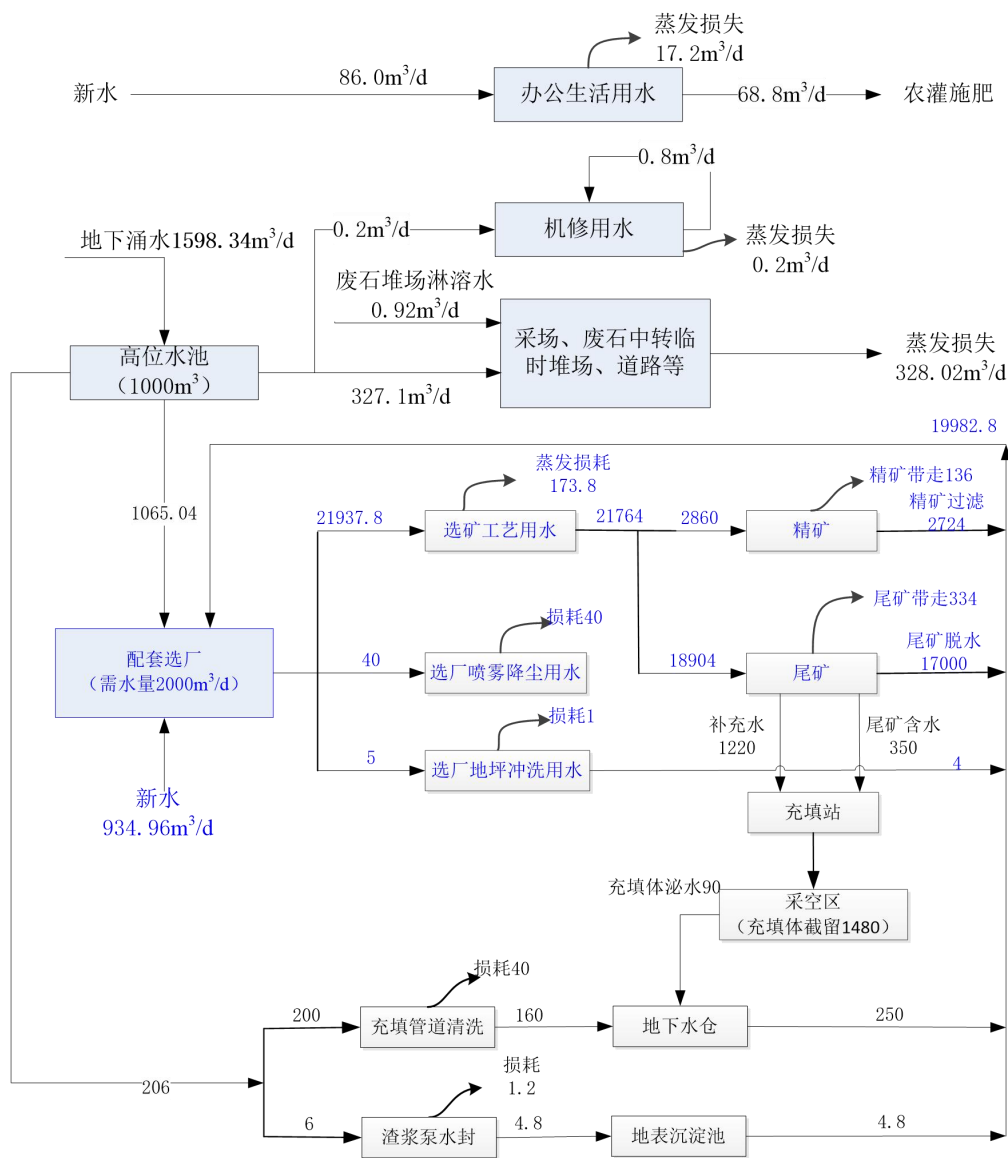 蒸发损失
17.2m³/d
新水
86.0m³/d
办公生活用水
68.8m³/d
农灌施肥
0.8m³/d
地下涌水1598.34m³/d
0.2m³/d
机修用水
蒸发损失
0.2m³/d
废石堆场淋溶水
0.92m³/d
高位水池
（1000m³）
采场、废石中转临
时堆场、道路等
327.1m³/d
蒸发损失
328.02m³/d
19982.8
1065.04
蒸发损耗
173.8
精矿带走136
21937.8
选矿工艺用水
21764
2860
精矿
精矿过滤
2724
损耗40
尾矿带走334
配套选厂
（需水量2000m³/d）
40
选厂喷雾降尘用水
18904
尾矿
尾矿脱水
17000
损耗1
补充水
1220
尾矿含水
350
5
选厂地坪冲洗用水
4
新水
934.96m³/d
充填站
充填体泌水90
采空区
（充填体截留1480）
损耗40
200
充填管道清洗
160
地下水仓
250
206
损耗
1.2
6
渣浆泵水封
4.8
地表沉淀池
4.8